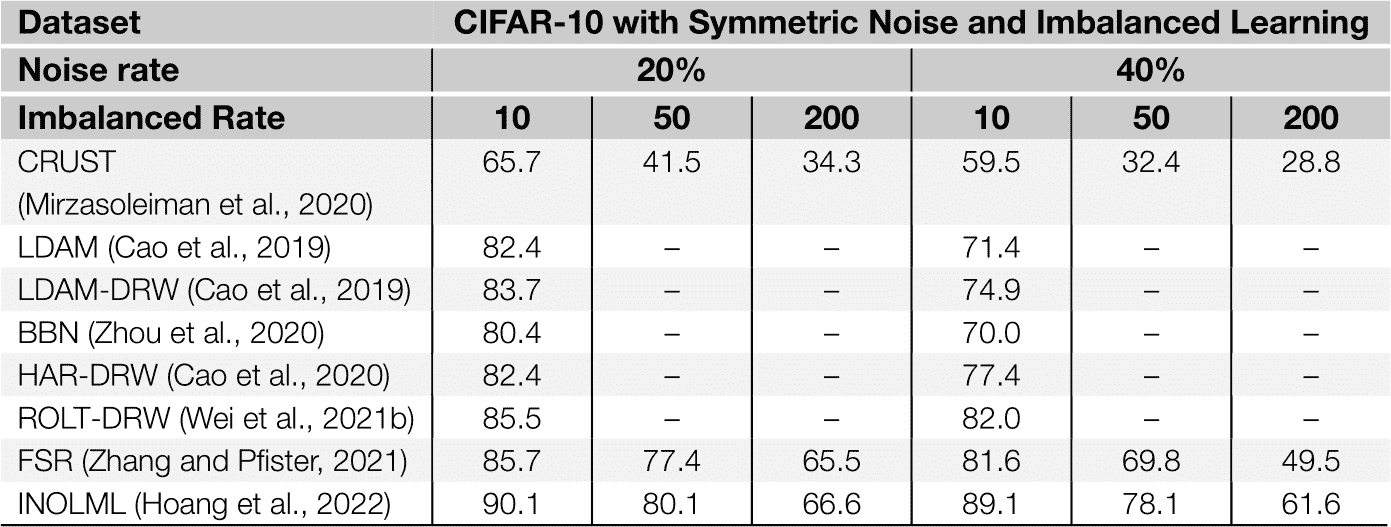 Dataset CIFAR-10 with Symmetric Noise and Imbalanced Learning
Noise rate 20% 40%
Imbalanced Rate 10 50 200 10 50 200
CRUST 65.7 41.5 34.3 59.5 32.4 28.8
(Mirzasoleiman et al., 2020)
LDAM (Cao et al., 2019) 82.4 – – 71.4 – –
LDAM-DRW (Cao et al., 2019) 83.7 – – 74.9 – –
BBN (Zhou et al., 2020) 80.4 – – 70.0 – –
HAR-DRW (Cao et al., 2020) 82.4 – – 77.4 – –
ROLT-DRW (Wei et al., 2021b) 85.5 – – 82.0 – –
FSR (Zhang and Pfister, 2021) 85.7 77.4 65.5 81.6 69.8 49.5
INOLML (Hoang et al., 2022) 90.1 80.1 66.6 89.1 78.1 61.6